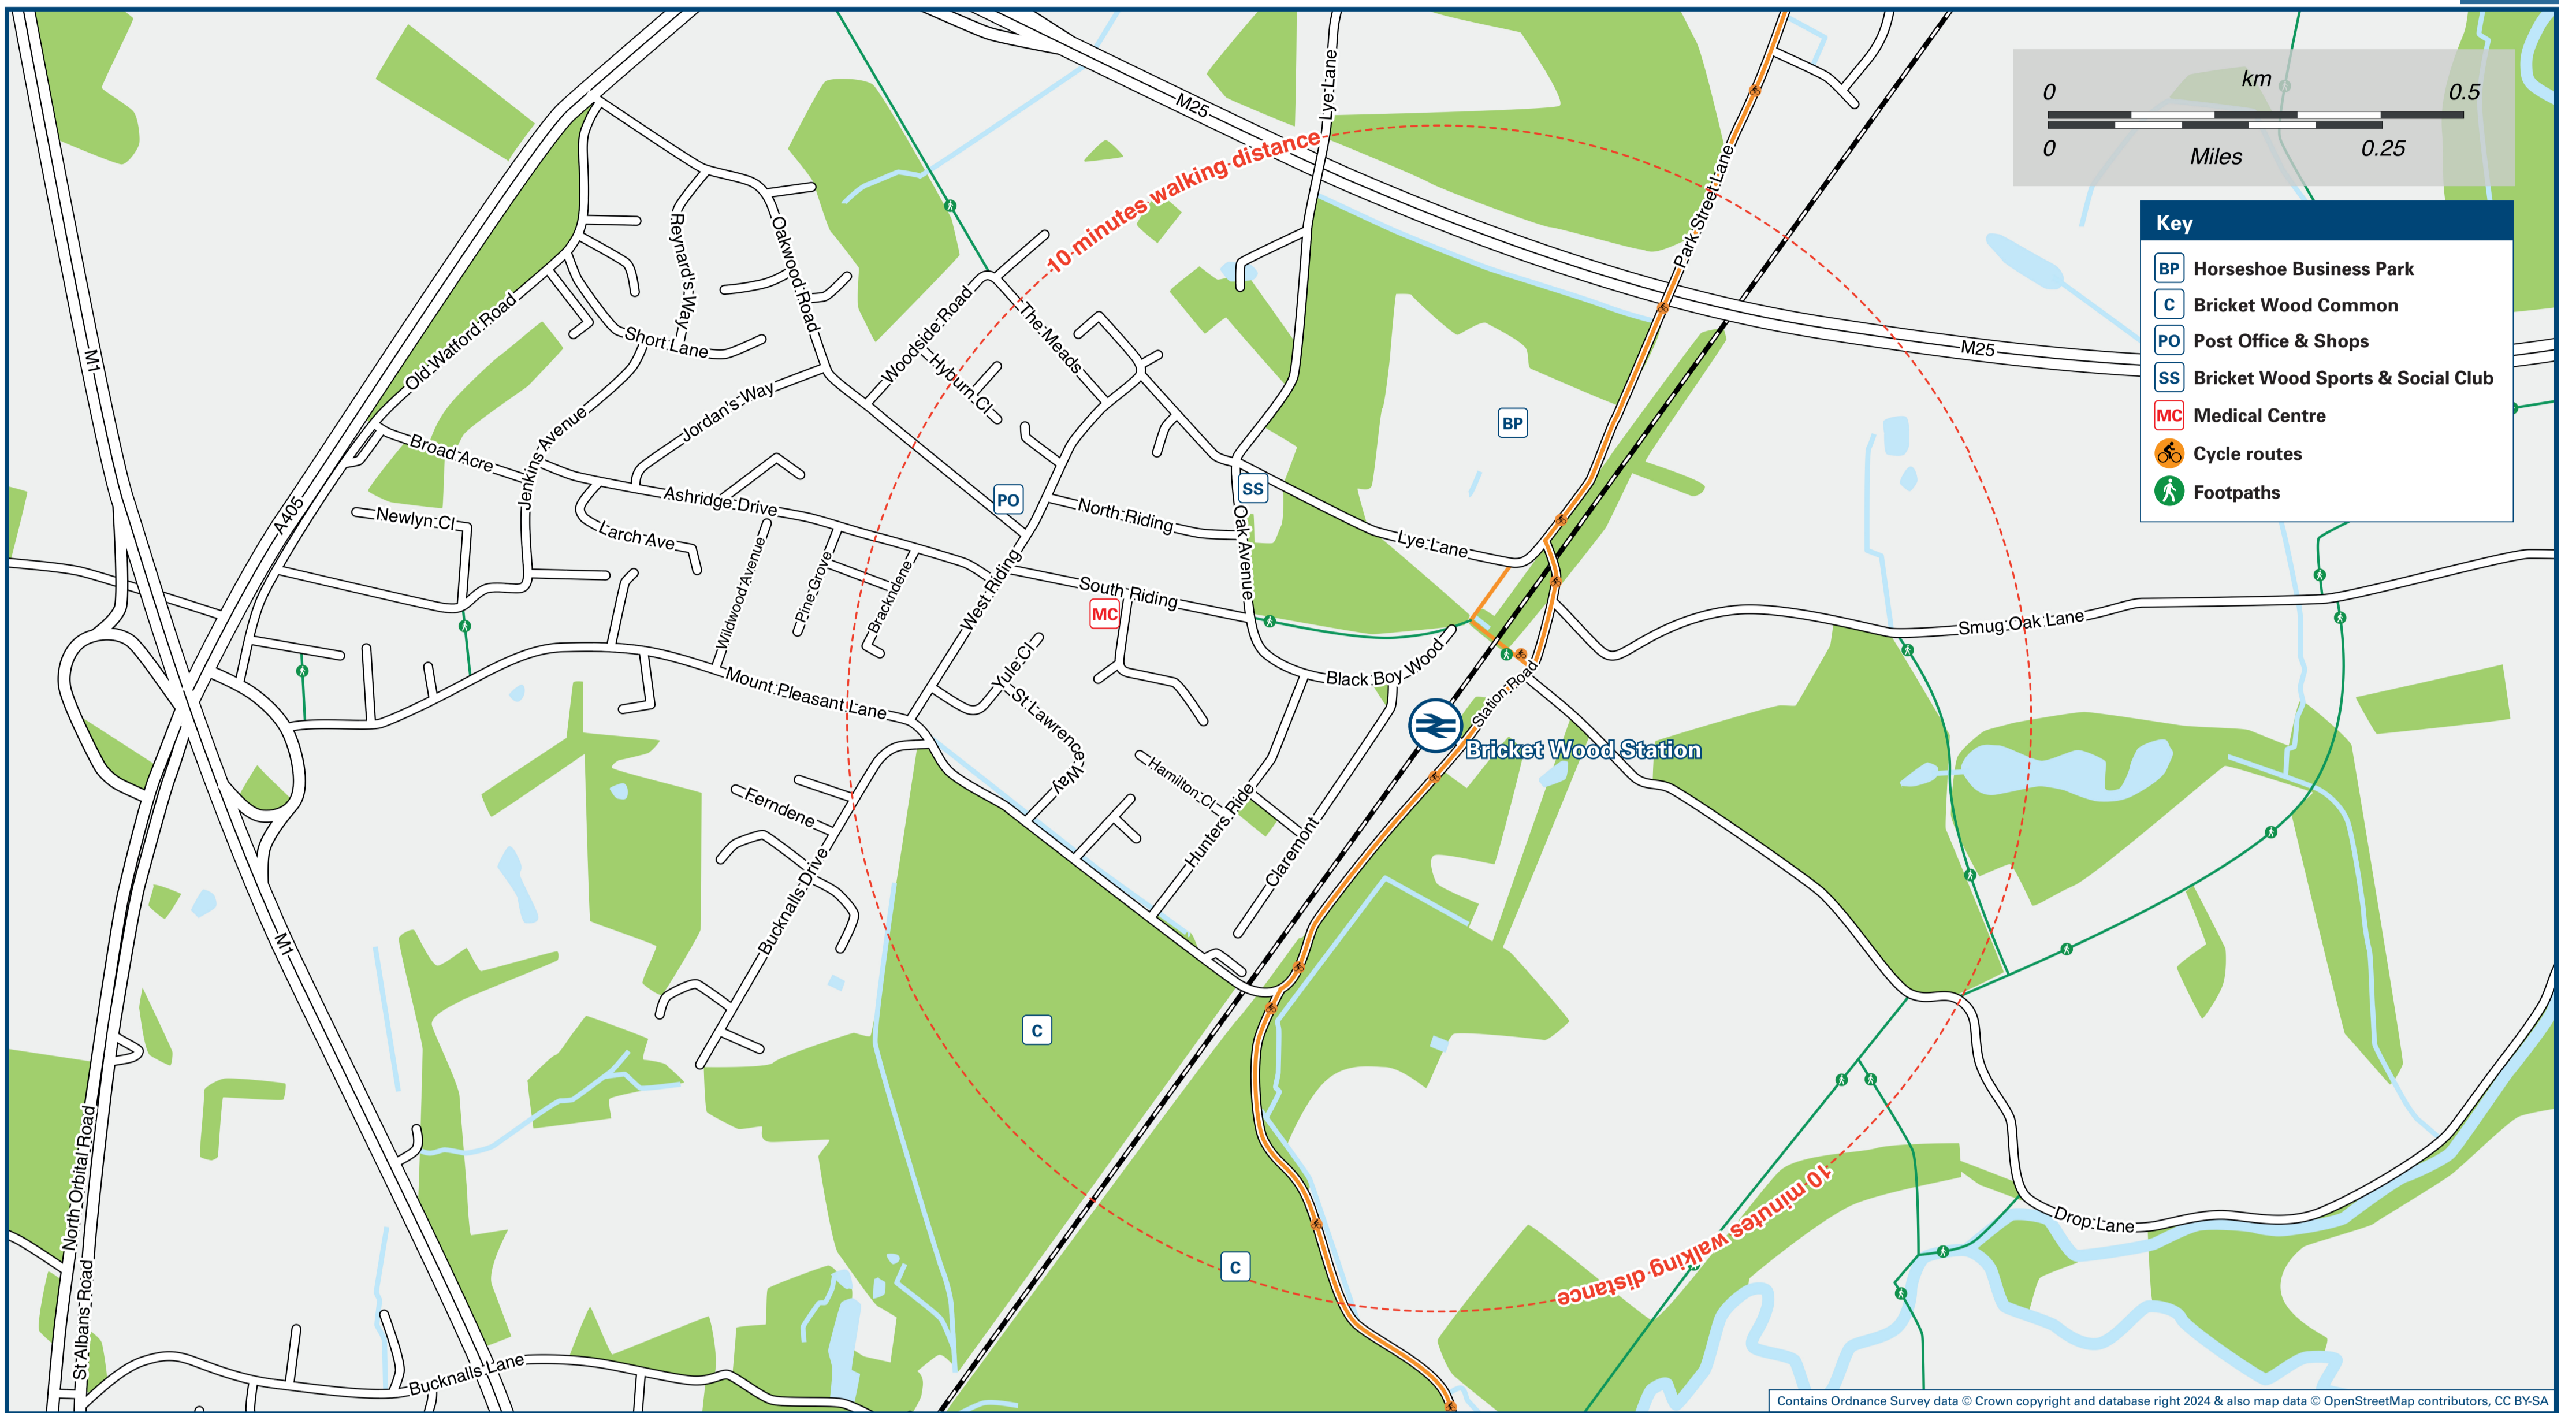 M25
Lye Lane
km
0
0.5
0
Miles
0.25
10 minutes walking distance
Park Street Lane
Key
BP Horseshoe Business Park
C Bricket Wood Common
PO Post Office & Shops
SS Bricket Wood Sports & Social Club
MC Medical Centre
Cycle routes
Footpaths
M1
A405
Old Watford Road
Reynard's Way
Oakwood Road
Short Lane
Woodside Road
The Meads
Hyburn Cl
Jordan's Way
M25
Broad Acre
Jenkins Avenue
Ashridge Drive
Newlyn Cl
Larch Ave
PO
SS
BP
North Riding
Oak Avenue
Lye Lane
Wildwood Avenue
Pine Grove
Brackndene
West Riding
South Riding
MC
Smug Oak Lane
Mount Pleasant Lane
Yule Cl
St Lawrence Way
Black Boy Wood
Station Road
Bricket Wood Station
Hamilton Cl
Hunters Ride
Claremont
Ferndene
Bucknalls Drive
M1
C
C
North Orbital Road
St Albans Road
Bucknalls Lane
10 minutes walking distance
Drop Lane
Contains Ordnance Survey data © Crown copyright and database right 2024 & also map data © OpenStreetMap contributors, CC BY-SA